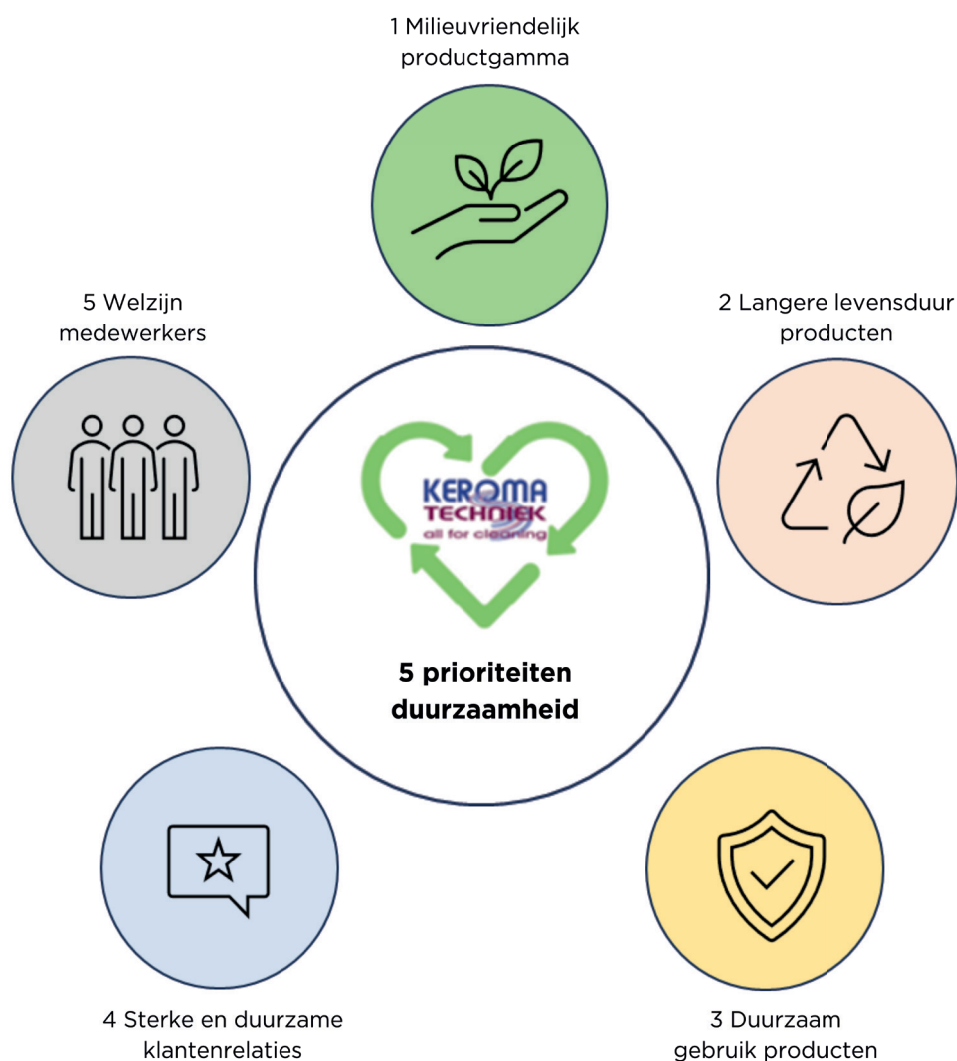 1 Milieuvriendelijk
productgamma
5 Welzijn
medewerkers
2 Langere levensduur
producten
KEROMA
TECHNIEK
all for cleaning
5 prioriteiten
duurzaamheid
4 Sterke en duurzame
klantenrelaties
3 Duurzaam
gebruik producten